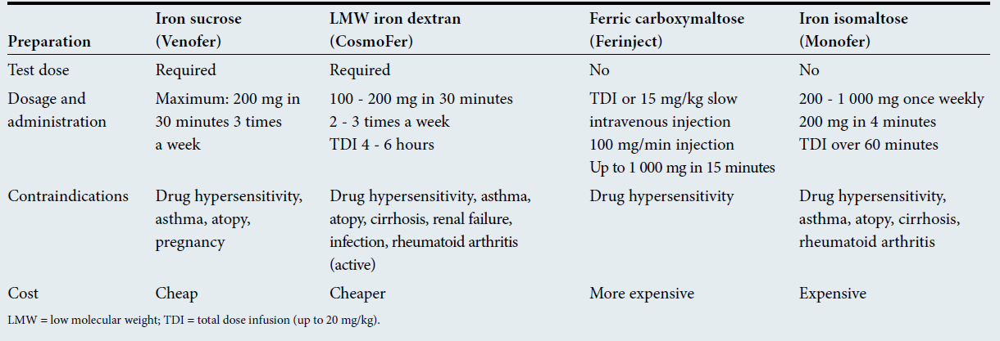 Preparation | Iron sucrose (Venofer) | LMW iron dextran (CosmoFer) | Ferric carboxymaltose (Ferinject) | Iron isomaltose (Monofer)
Test dose | Required | Required | No | No
Dosage and administration | Maximum: 200 mg in 30 minutes 3 times a week | 100 - 200 mg in 30 minutes 2 - 3 times a week TDI 4 - 6 hours | TDI or 15 mg/kg slow intravenous injection 100 mg/min injection Up to 1 000 mg in 15 minutes | 200 - 1 000 mg once weekly 200 mg in 4 minutes TDI over 60 minutes
Contraindications | Drug hypersensitivity, asthma, atopy, pregnancy | Drug hypersensitivity, asthma, atopy, cirrhosis, renal failure, infection, rheumatoid arthritis (active) | Drug hypersensitivity | Drug hypersensitivity, asthma, atopy, cirrhosis, rheumatoid arthritis
Cost | Cheap | Cheaper | More expensive | Expensive
LMW = low molecular weight; TDI = total dose infusion (up to 20 mg/kg).